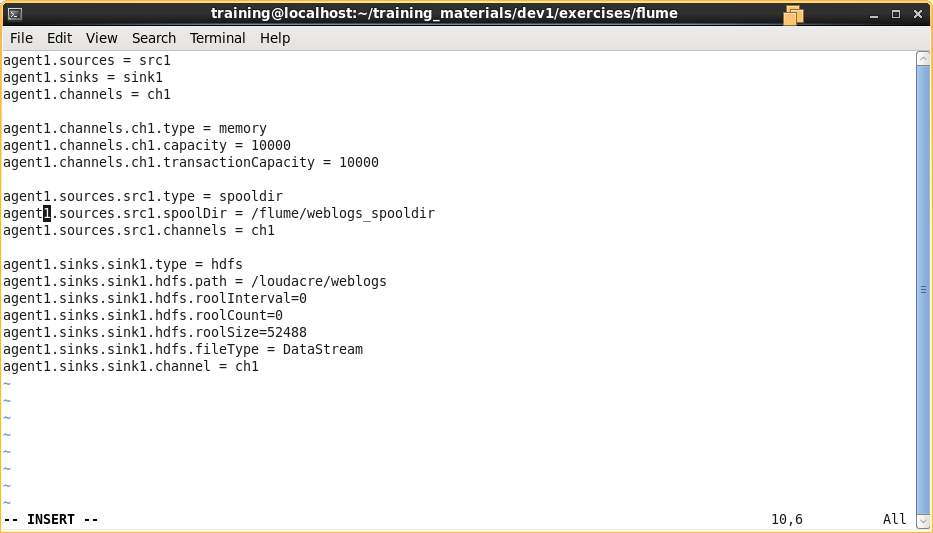 training@localhost:~/training_materials/dev1/exercises/flume
File Edit View Search Terminal Help
agent1.sources = src1
agent1.sinks = sink1
agent1.channels = ch1
agent1.channels.ch1.type = memory
agent1.channels.ch1.capacity = 10000
agent1.channels.ch1.transactionCapacity = 10000
agent1.sources.src1.type = spooldir
agent1.sources.src1.spoolDir = /flume/weblogs_spooldir
agent1.sources.src1.channels = ch1
agent1.sinks.sink1.type = hdfs
agent1.sinks.sink1.hdfs.path = /loudacre/weblogs
agent1.sinks.sink1.hdfs.roolInterval=0
agent1.sinks.sink1.hdfs.roolCount=0
agent1.sinks.sink1.hdfs.roolSize=52488
agent1.sinks.sink1.hdfs.fileType = DataStream
agent1.sinks.sink1.channel = ch1
~
~
~
~
~
~
~
~
-- INSERT -- 10,6 All